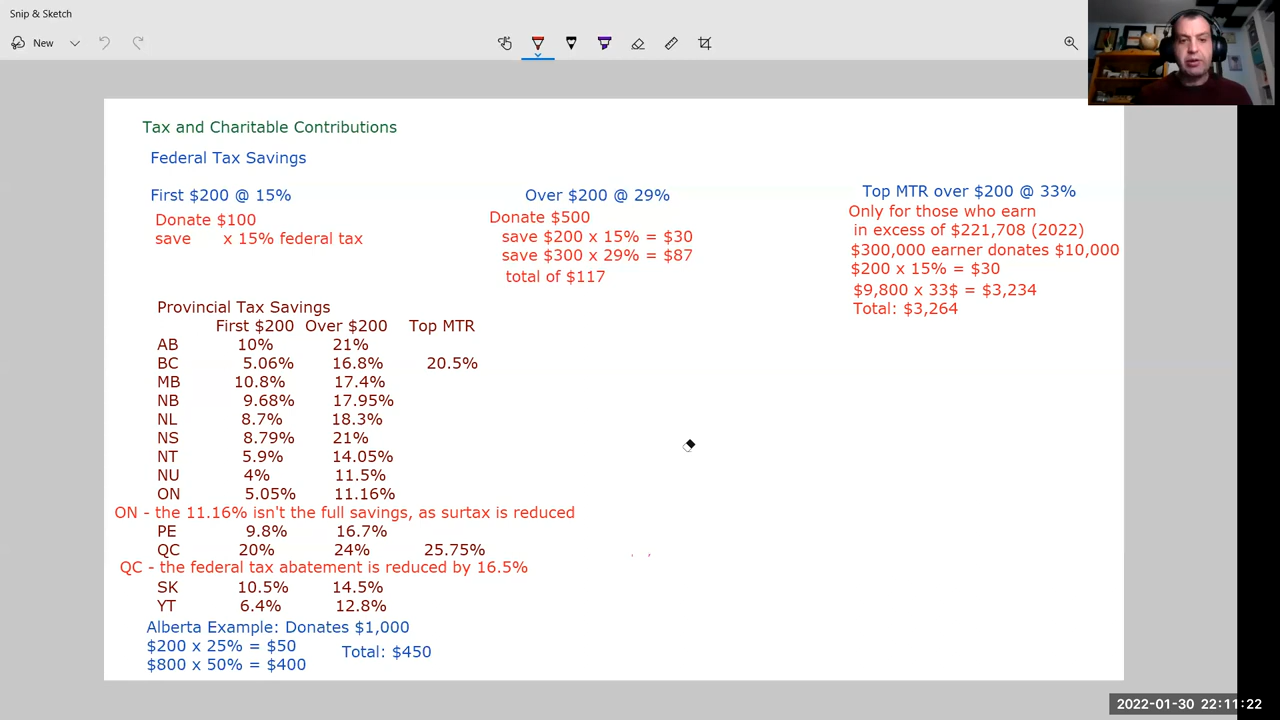 Snip & Sketch
New
Tax and Charitable Contributions
Federal Tax Savings
First $200 @ 15%
Donate $100
save x 15% federal tax
Over $200 @ 29%
Donate $500
save $200 x 15% = $30
save $300 x 29% = $87
total of $117
Top MTR over $200 @ 33%
Only for those who earn
in excess of $221,708 (2022)
$300,000 earner donates $10,000
$200 x 15% = $30
$9,800 x 33$ = $3,234
Total: $3,264
Provincial Tax Savings
First $200 Over $200 Top MTR
AB 10% 21%
BC 5.06% 16.8% 20.5%
MB 10.8% 17.4%
NB 9.68% 17.95%
NL 8.7% 18.3%
NS 8.79% 21%
NT 5.9% 14.05%
NU 4% 11.5%
ON 5.05% 11.16%
ON - the 11.16% isn't the full savings, as surtax is reduced
PE 9.8% 16.7%
QC 20% 24% 25.75%
QC - the federal tax abatement is reduced by 16.5%
SK 10.5% 14.5%
YT 6.4% 12.8%
Alberta Example: Donates $1,000
$200 x 25% = $50
$800 x 50% = $400
Total: $450
2022-01-30 22:11:22